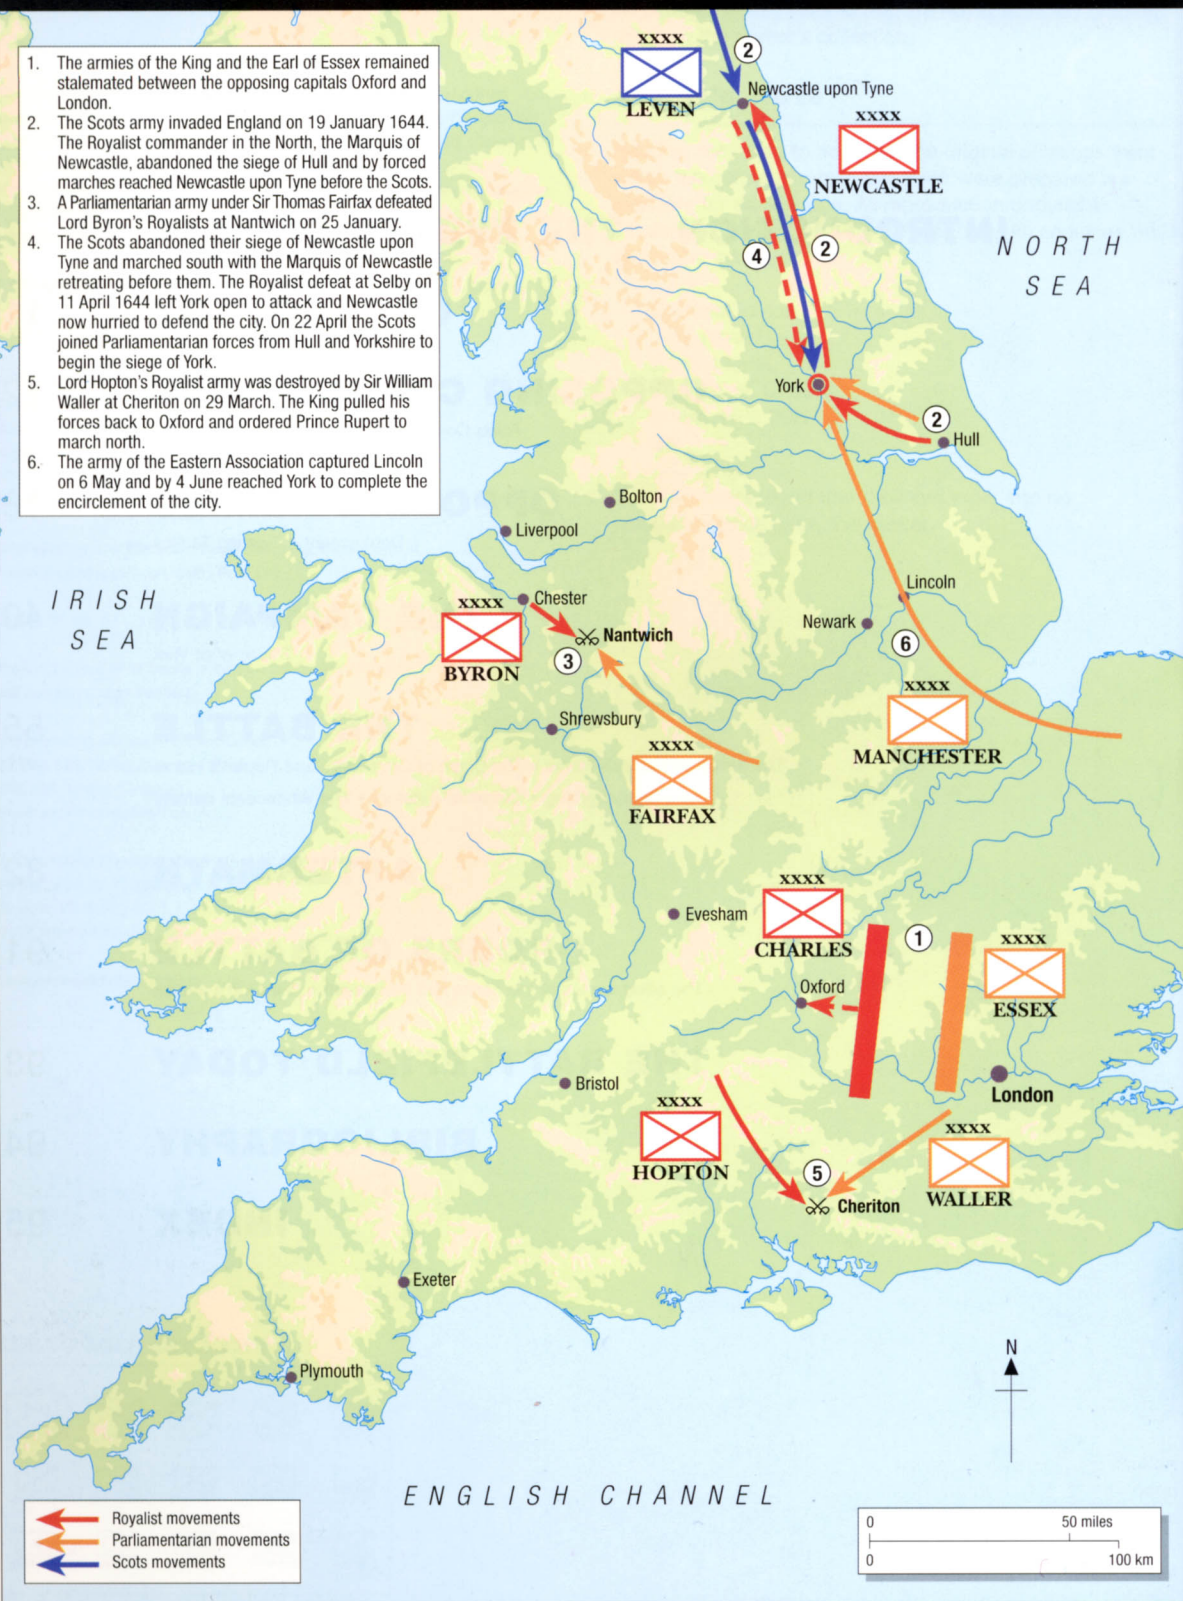 1. The armies of the King and the Earl of Essex remained
stalemated between the opposing capitals Oxford and
London.
2. The Scots army invaded England on 19 January 1644.
The Royalist commander in the North, the Marquis of
Newcastle, abandoned the siege of Hull and by forced
marches reached Newcastle upon Tyne before the Scots.
3. A Parliamentarian army under Sir Thomas Fairfax defeated
Lord Byron's Royalists at Nantwich on 25 January.
4. The Scots abandoned their siege of Newcastle upon
Tyne and marched south with the Marquis of Newcastle
retreating before them. The Royalist defeat at Selby on
11 April 1644 left York open to attack and Newcastle
now hurried to defend the city. On 22 April the Scots
joined Parliamentarian forces from Hull and Yorkshire to
begin the siege of York.
5. Lord Hopton's Royalist army was destroyed by Sir William
Waller at Cheriton on 29 March. The King pulled his
forces back to Oxford and ordered Prince Rupert to
march north.
6. The army of the Eastern Association captured Lincoln
on 6 May and by 4 June reached York to complete the
encirclement of the city.
xxxx
LEVEN
2
Newcastle upon Tyne
xxxx
NEWCASTLE
4
2
NORTH
SEA
York
2
Hull
Bolton
Liverpool
IRISH
SEA
Chester
xxxx
BYRON
Nantwich
3
Lincoln
Newark
6
Shrewsbury
xxxx
MANCHESTER
xxxx
FAIRFAX
Evesham
xxxx
CHARLES
1
xxxx
ESSEX
Oxford
London
Bristol
xxxx
HOPTON
5
Cheriton
xxxx
WALLER
Exeter
Plymouth
N
ENGLISH CHANNEL
Royalist movements
Parliamentarian movements
Scots movements
0 50 miles
0 100 km